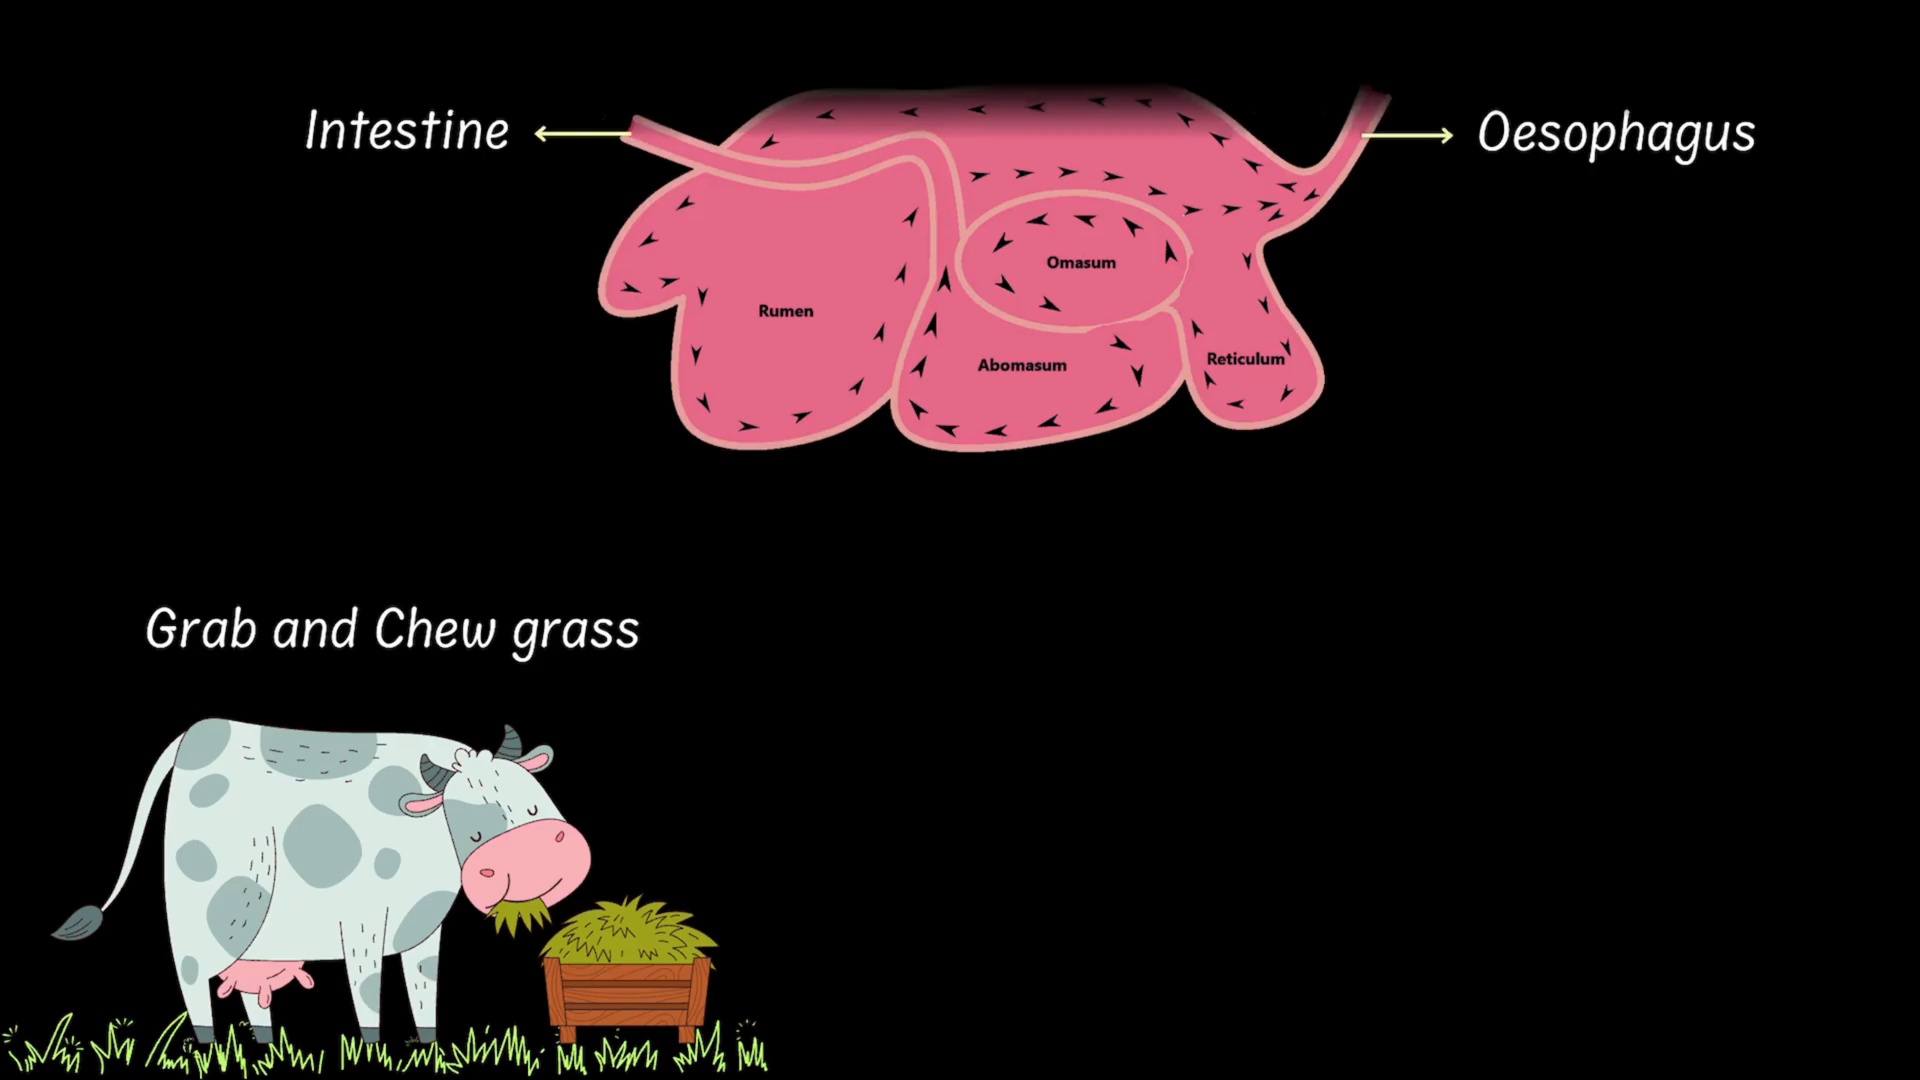 Intestine
Oesophagus
Omasum
Rumen
Reticulum
Abomasum
Grab and Chew grass